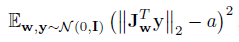 𝔼_{w,y∼𝒩(0,I)} (‖J_w^T y‖_2 − a)^2